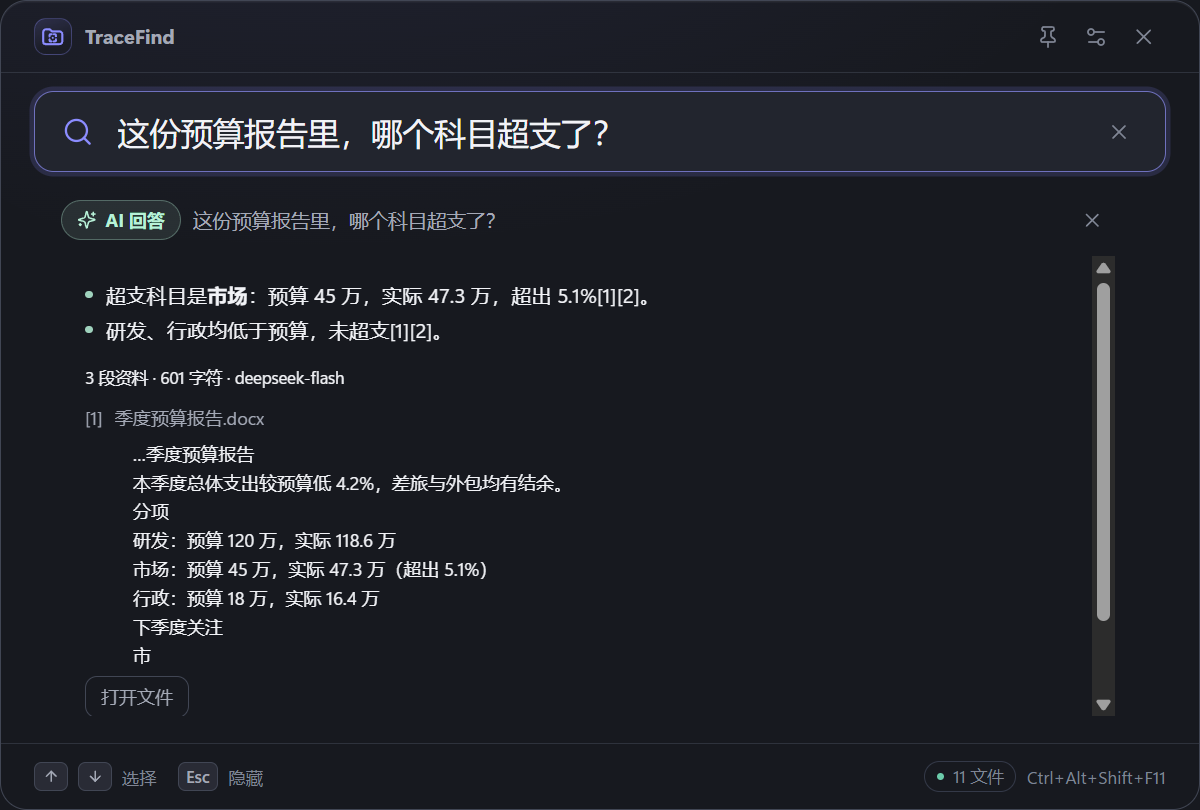 TraceFind
这份预算报告里，哪个科目超支了？
AI 回答 这份预算报告里，哪个科目超支了？
超支科目是市场：预算 45 万，实际 47.3 万，超出 5.1%[1][2]。
研发、行政均低于预算，未超支[1][2]。
3 段资料 · 601 字符 · deepseek-flash
[1] 季度预算报告.docx
...季度预算报告
本季度总体支出较预算低 4.2%，差旅与外包均有结余。
分项
研发：预算 120 万，实际 118.6 万
市场：预算 45 万，实际 47.3 万（超出 5.1%）
行政：预算 18 万，实际 16.4 万
下季度关注
市
打开文件
↑ ↓ 选择 Esc 隐藏 11 文件 Ctrl+Alt+Shift+F11